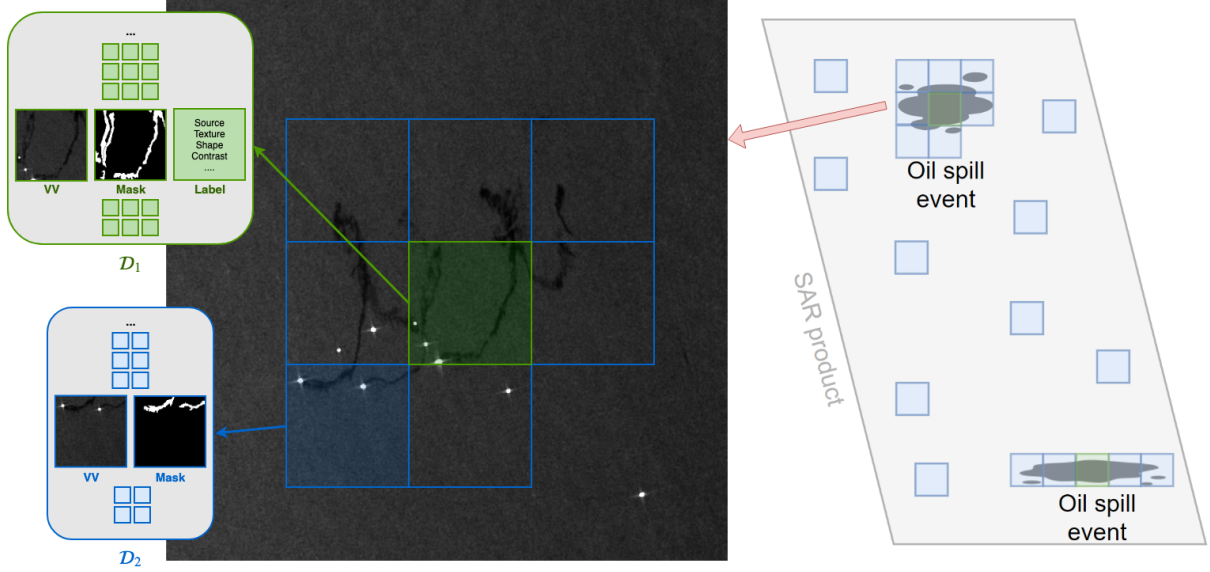 ...
VV
Mask
Source
Texture
Shape
Contrast
....
Label
D1
...
VV
Mask
D2
SAR product
Oil spill
event
Oil spill
event